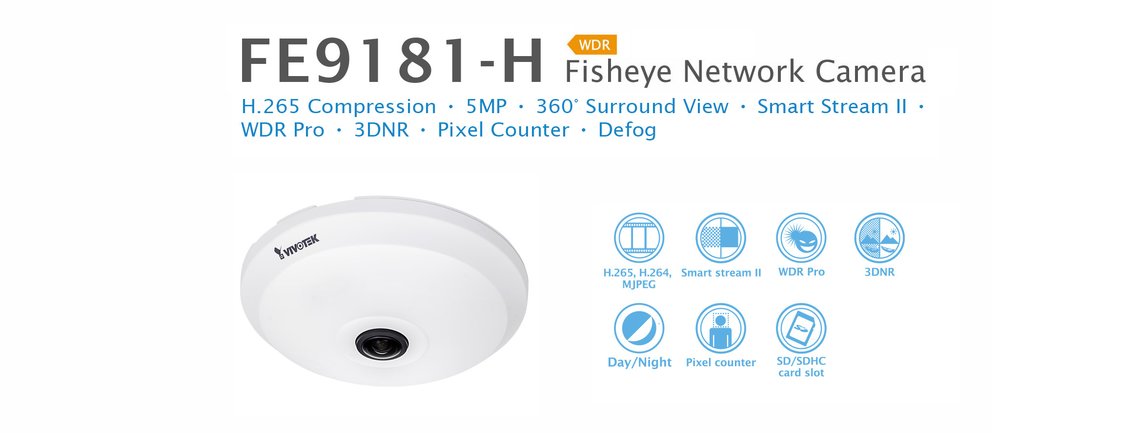 FE9181-H
WDR
Fisheye Network Camera
H.265 Compression · 5MP · 360° Surround View · Smart Stream II ·
WDR Pro · 3DNR · Pixel Counter · Defog
VIVOTEK
H.265, H.264,
MJPEG
Smart stream II
WDR Pro
3DNR
Day/Night
Pixel counter
SD/SDHC
card slot